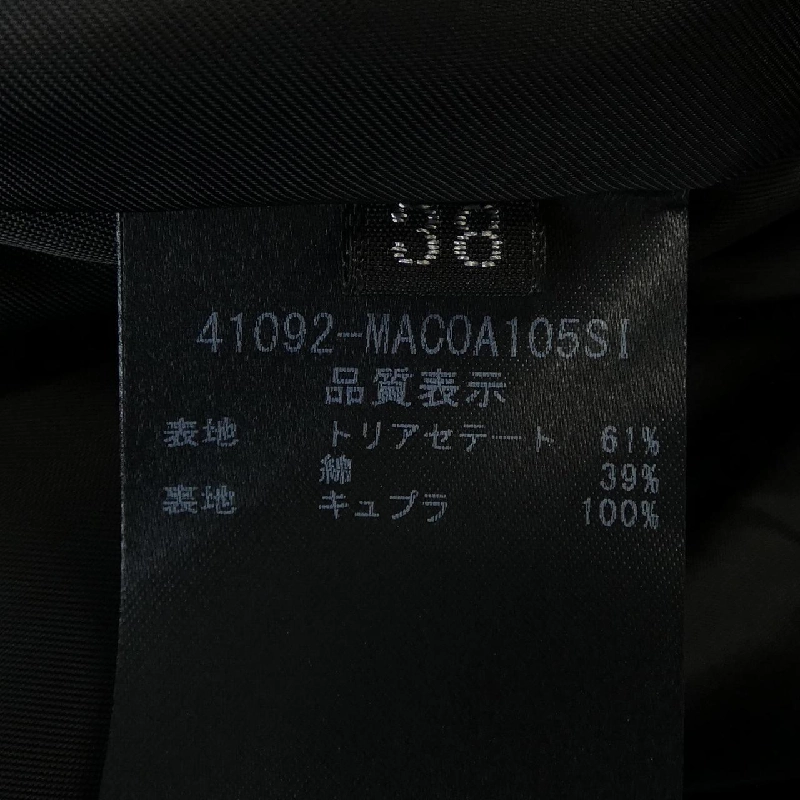 38
41092-MACOA105SI
品質表示
表地 トリアセテート 61%
綿 39%
裏地 キュプラ 100%